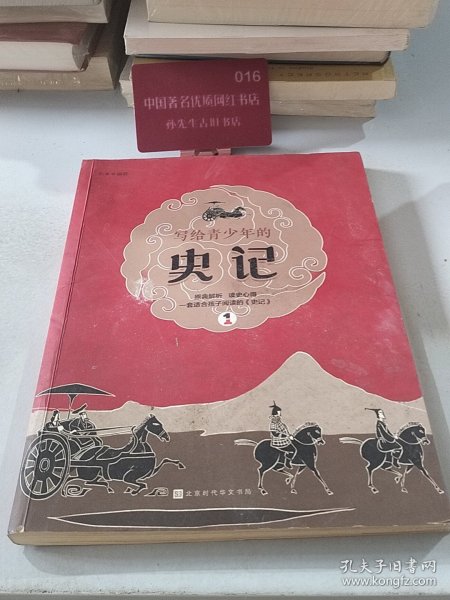 016
中国著名优质网红书店
孙先生古旧书店
写给青少年的
史记
原典解析 读史心得
一套适合孩子阅读的《史记》
1
北京时代华文书局
孔夫子旧书网
www.kongfz.com